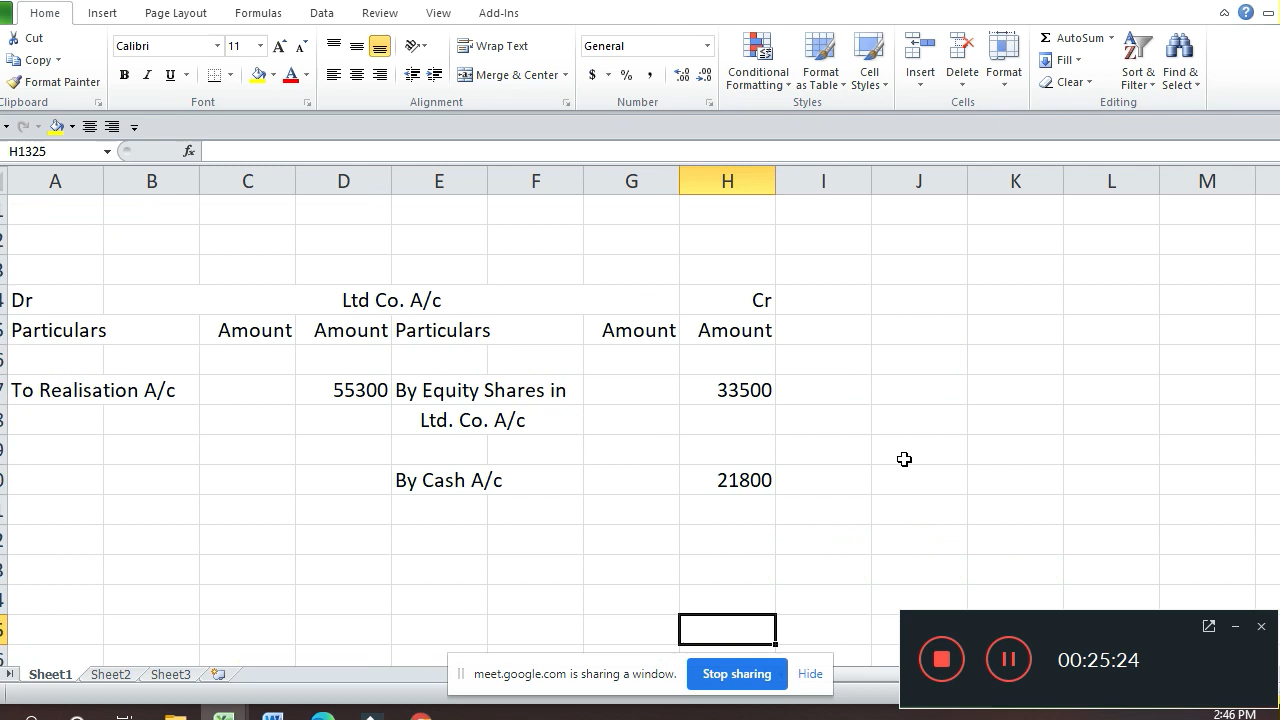 Home Insert Page Layout Formulas Data Review View Add-Ins
Cut
Copy
Format Painter
Clipboard
Calibri 11
B I U
Font
Wrap Text
Merge & Center
Alignment
General
$ % ,
Number
Conditional Formatting
Format as Table
Cell Styles
Styles
Insert Delete Format
Cells
AutoSum
Fill
Clear
Sort & Filter
Find & Select
Editing
H1325 fx
A B C D E F G H I J K L M
Dr Ltd Co. A/c Cr
Particulars Amount Amount Particulars Amount Amount
To Realisation A/c 55300 By Equity Shares in 33500
Ltd. Co. A/c
By Cash A/c 21800
Sheet1 Sheet2 Sheet3
meet.google.com is sharing a window. Stop sharing Hide
00:25:24
2:46 PM